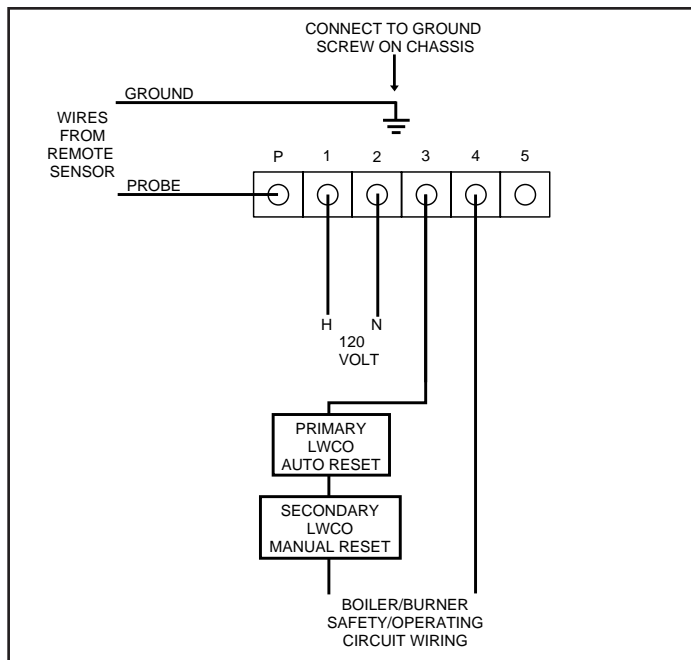 CONNECT TO GROUND
SCREW ON CHASSIS
GROUND
WIRES
FROM
REMOTE
SENSOR
PROBE
P 1 2 3 4 5
H N
120
VOLT
PRIMARY
LWCO
AUTO RESET
SECONDARY
LWCO
MANUAL RESET
BOILER/BURNER
SAFETY/OPERATING
CIRCUIT WIRING